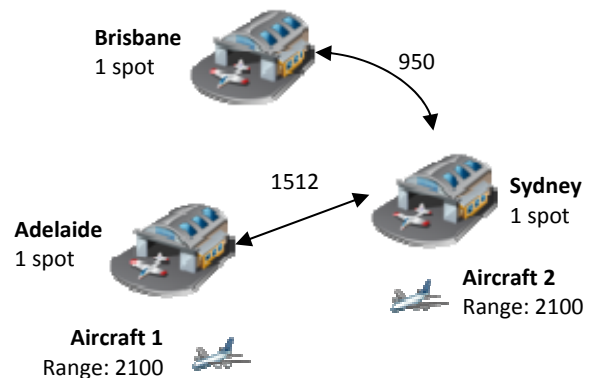 Brisbane
1 spot
950
1512
Sydney
1 spot
Adelaide
1 spot
Aircraft 2
Range: 2100
Aircraft 1
Range: 2100